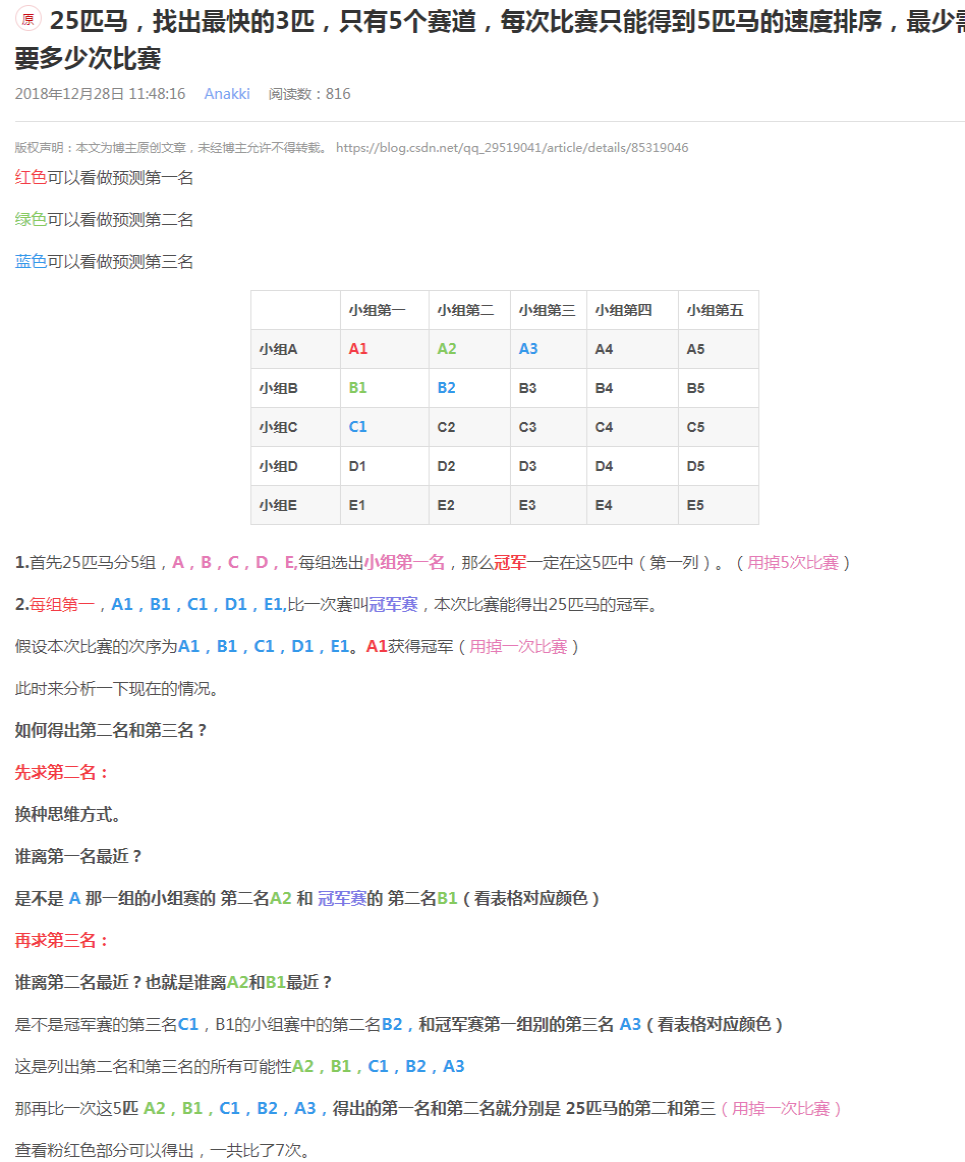 原 25匹马，找出最快的3匹，只有5个赛道，每次比赛只能得到5匹马的速度排序，最少需
要多少次比赛
2018年12月28日 11:48:16 Anakki 阅读数：816
版权声明：本文为博主原创文章，未经博主允许不得转载。 https://blog.csdn.net/qq_29519041/article/details/85319046
红色可以看做预测第一名
绿色可以看做预测第二名
蓝色可以看做预测第三名
小组第一 小组第二 小组第三 小组第四 小组第五
小组A A1 A2 A3 A4 A5
小组B B1 B2 B3 B4 B5
小组C C1 C2 C3 C4 C5
小组D D1 D2 D3 D4 D5
小组E E1 E2 E3 E4 E5
1.首先25匹马分5组，A，B，C，D，E,每组选出小组第一名，那么冠军一定在这5匹中（第一列）。（用掉5次比赛）
2.每组第一，A1，B1，C1，D1，E1,比一次赛叫冠军赛，本次比赛能得出25匹马的冠军。
假设本次比赛的次序为A1，B1，C1，D1，E1。A1获得冠军（用掉一次比赛）
此时来分析一下现在的情况。
如何得出第二名和第三名？
先求第二名：
换种思维方式。
谁离第一名最近？
是不是 A 那一组的小组赛的 第二名A2 和 冠军赛的 第二名B1（看表格对应颜色）
再求第三名：
谁离第二名最近？也就是谁离A2和B1最近？
是不是冠军赛的第三名C1，B1的小组赛中的第二名B2，和冠军赛第一组别的第三名 A3（看表格对应颜色）
这是列出第二名和第三名的所有可能性A2，B1，C1，B2，A3
那再比一次这5匹 A2，B1，C1，B2，A3，得出的第一名和第二名就分别是 25匹马的第二和第三（用掉一次比赛）
查看粉红色部分可以得出，一共比了7次。